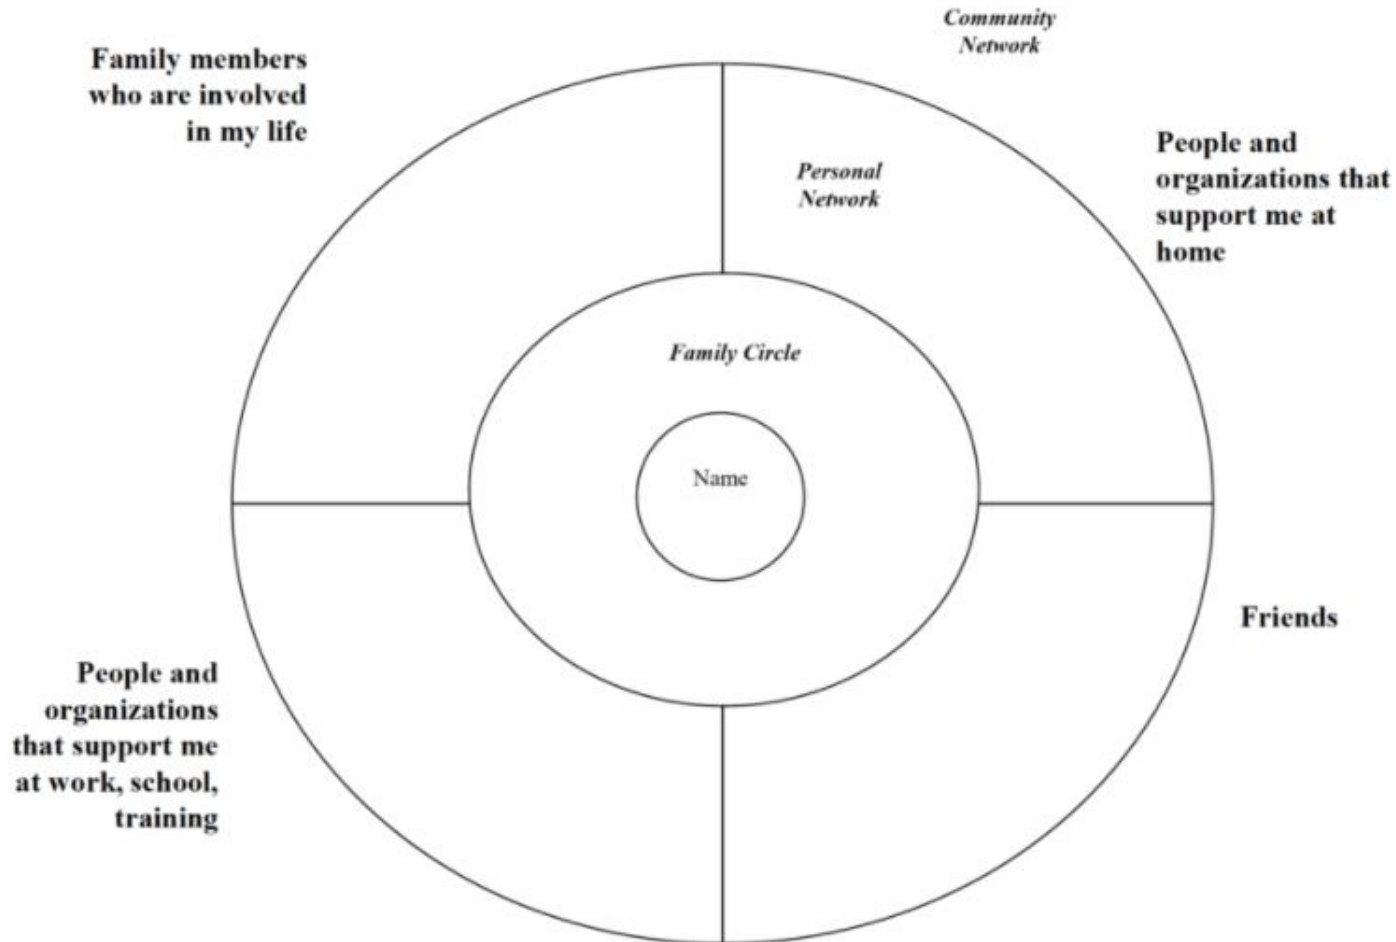 Community
Network
Family members
who are involved
in my life
People and
organizations that
support me at
home
Personal
Network
Family Circle
Name
Friends
People and
organizations
that support me
at work, school,
training